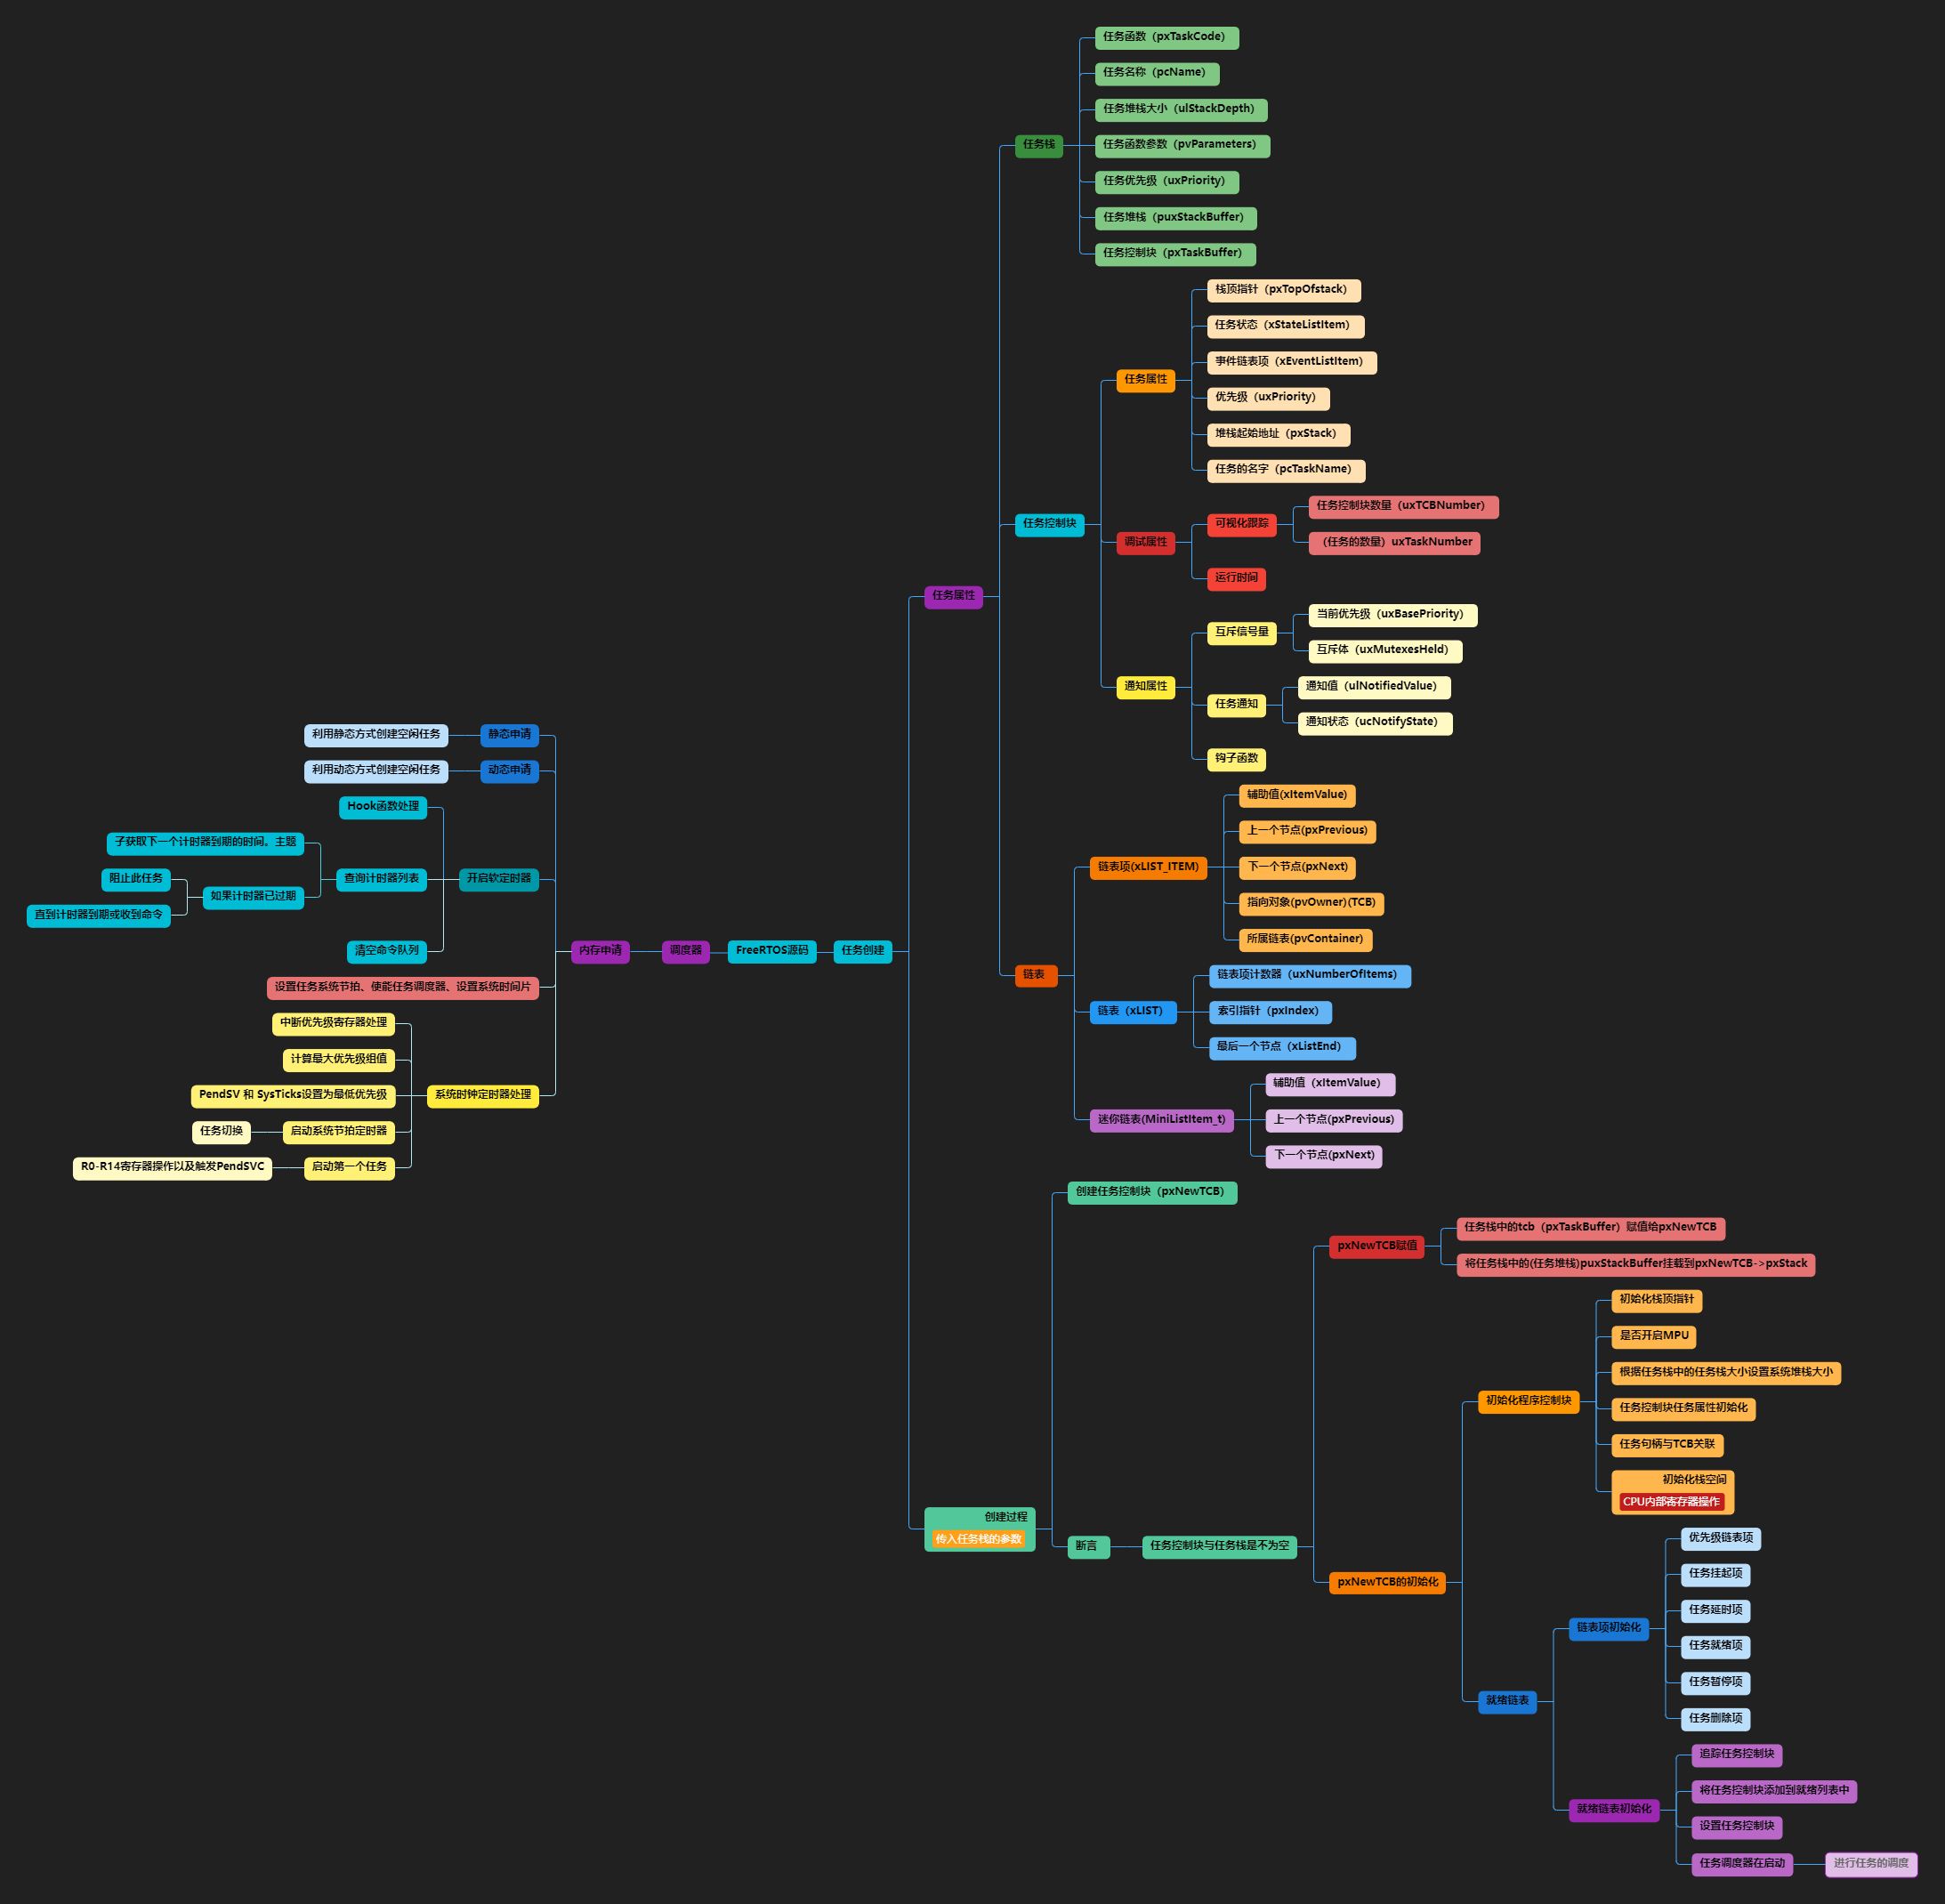 任务函数（pxTaskCode）
任务名称（pcName）
任务堆栈大小（ulStackDepth）
任务栈
任务函数参数（pvParameters）
任务优先级（uxPriority）
任务堆栈（puxStackBuffer）
任务控制块（pxTaskBuffer）
栈顶指针（pxTopOfstack）
任务状态（xStateListItem）
事件链表项（xEventListItem）
任务属性
优先级（uxPriority）
堆栈起始地址（pxStack）
任务的名字（pcTaskName）
任务控制块
调试属性
可视化跟踪
任务控制块数量（uxTCBNumber）
（任务的数量）uxTaskNumber
运行时间
任务属性
通知属性
互斥信号量
当前优先级（uxBasePriority）
互斥体（uxMutexesHeld）
任务通知
通知值（ulNotifiedValue）
通知状态（ucNotifyState）
钩子函数
链表
链表项(xLIST_ITEM)
辅助值(xItemValue)
上一个节点(pxPrevious)
下一个节点(pxNext)
指向对象(pvOwner)(TCB)
所属链表(pvContainer)
链表（xLIST）
链表项计数器（uxNumberOfItems）
索引指针（pxIndex）
最后一个节点（xListEnd）
迷你链表(MiniListItem_t)
辅助值（xItemValue）
上一个节点(pxPrevious)
下一个节点(pxNext)
利用静态方式创建空闲任务
静态申请
利用动态方式创建空闲任务
动态申请
Hook函数处理
子获取下一个计时器到期的时间。主题
阻止此任务
如果计时器已过期
查询计时器列表
开启软定时器
直到计时器到期或收到命令
清空命令队列
内存申请
调度器
FreeRTOS源码
任务创建
设置任务系统节拍、使能任务调度器、设置系统时间片
中断优先级寄存器处理
计算最大优先级组值
PendSV 和 SysTicks设置为最低优先级
系统时钟定时器处理
任务切换
启动系统节拍定时器
R0-R14寄存器操作以及触发PendSVC
启动第一个任务
创建过程
传入任务栈的参数
创建任务控制块（pxNewTCB）
断言
任务控制块与任务栈是不为空
pxNewTCB赋值
任务栈中的tcb（pxTaskBuffer）赋值给pxNewTCB
将任务栈中的(任务堆栈)puxStackBuffer挂载到pxNewTCB->pxStack
pxNewTCB的初始化
初始化程序控制块
初始化栈顶指针
是否开启MPU
根据任务栈中的任务栈大小设置系统堆栈大小
任务控制块任务属性初始化
任务句柄与TCB关联
初始化栈空间
CPU内部寄存器操作
就绪链表
链表项初始化
优先级链表项
任务挂起项
任务延时项
任务就绪项
任务暂停项
任务删除项
就绪链表初始化
追踪任务控制块
将任务控制块添加到就绪列表中
设置任务控制块
任务调度器在启动
进行任务的调度